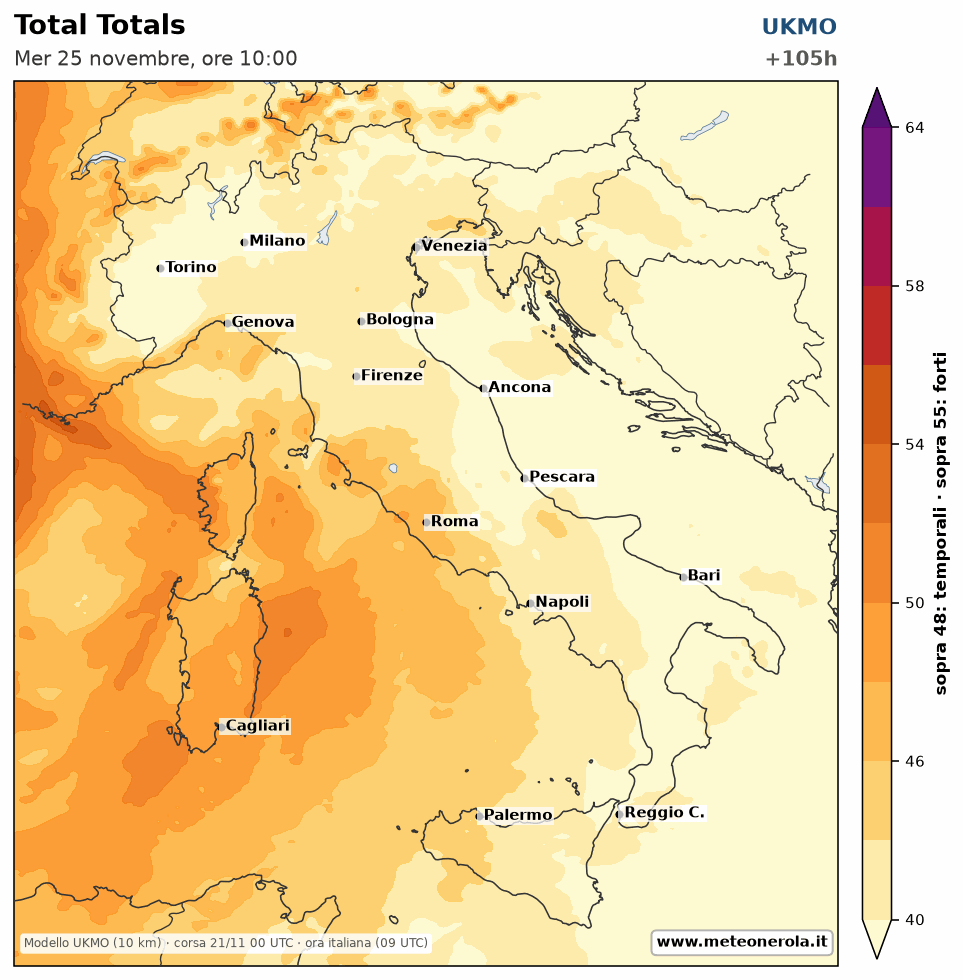 Total Totals
UKMO
Mer 25 novembre, ore 10:00
+105h
Milano
Venezia
Torino
Genova
Bologna
Firenze
Ancona
Pescara
Roma
Bari
Napoli
Cagliari
Palermo
Reggio C.
Modello UKMO (10 km) · corsa 21/11 00 UTC · ora italiana (09 UTC)
www.meteonerola.it
64
58
54
50
46
40
sopra 48: temporali · sopra 55: forti